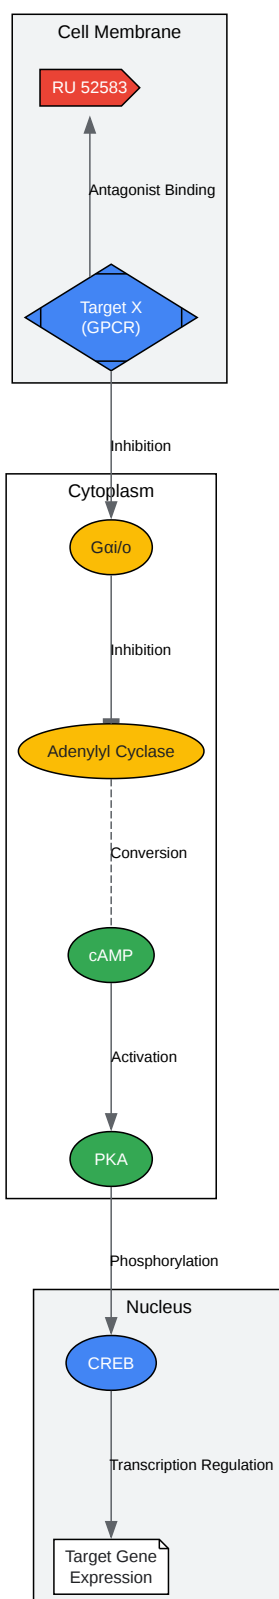 Cell Membrane
RU 52583
Antagonist Binding
Target X
(GPCR)
Inhibition
Cytoplasm
Gαi/o
Inhibition
Adenylyl Cyclase
Conversion
cAMP
Activation
PKA
Phosphorylation
Nucleus
CREB
Transcription Regulation
Target Gene
Expression